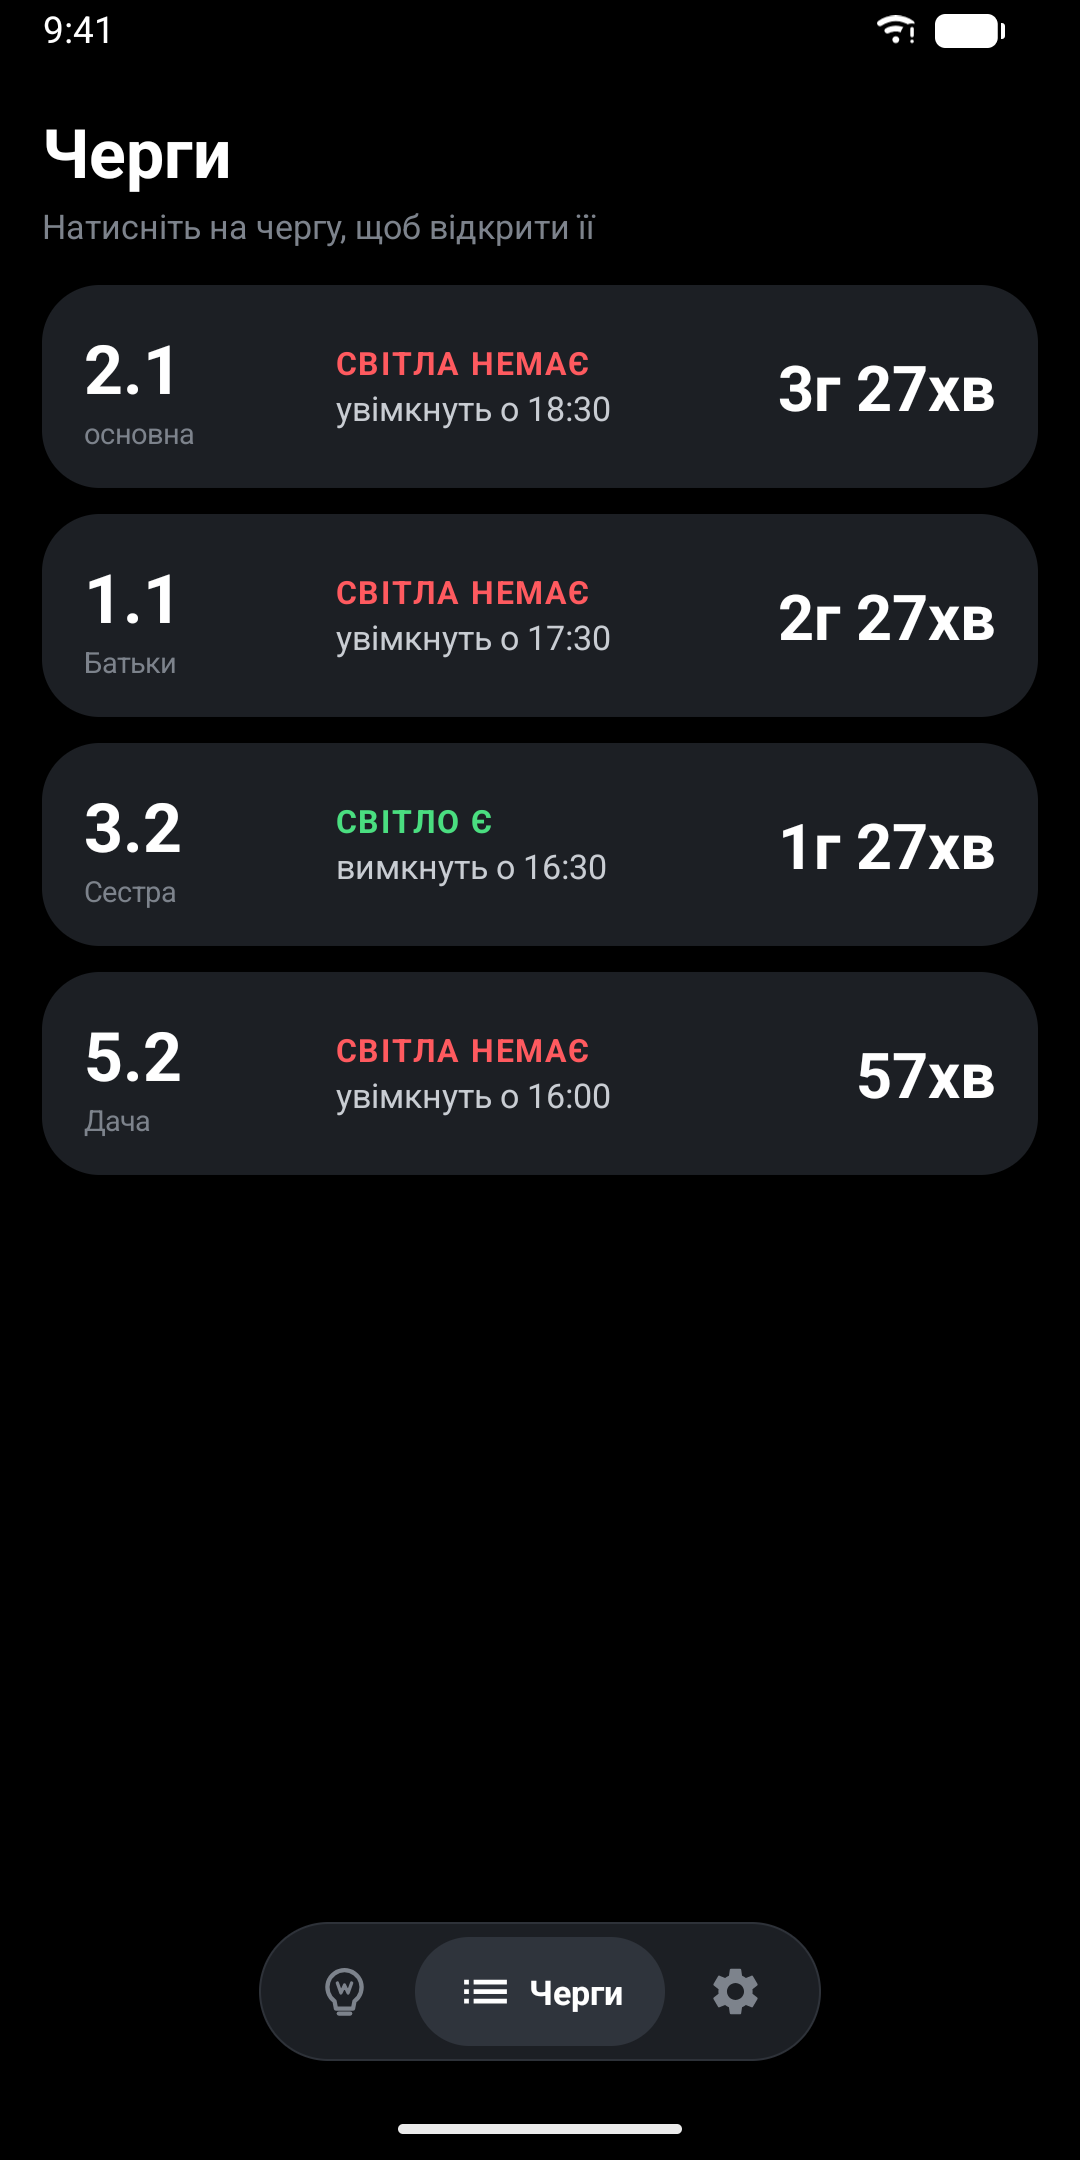 9:41
Черги
Натисніть на чергу, щоб відкрити її
2.1
основна
СВІТЛА НЕМАЄ
увімкнуть о 18:30
3г 27хв
1.1
Батьки
СВІТЛА НЕМАЄ
увімкнуть о 17:30
2г 27хв
3.2
Сестра
СВІТЛО Є
вимкнуть о 16:30
1г 27хв
5.2
Дача
СВІТЛА НЕМАЄ
увімкнуть о 16:00
57хв
Черги